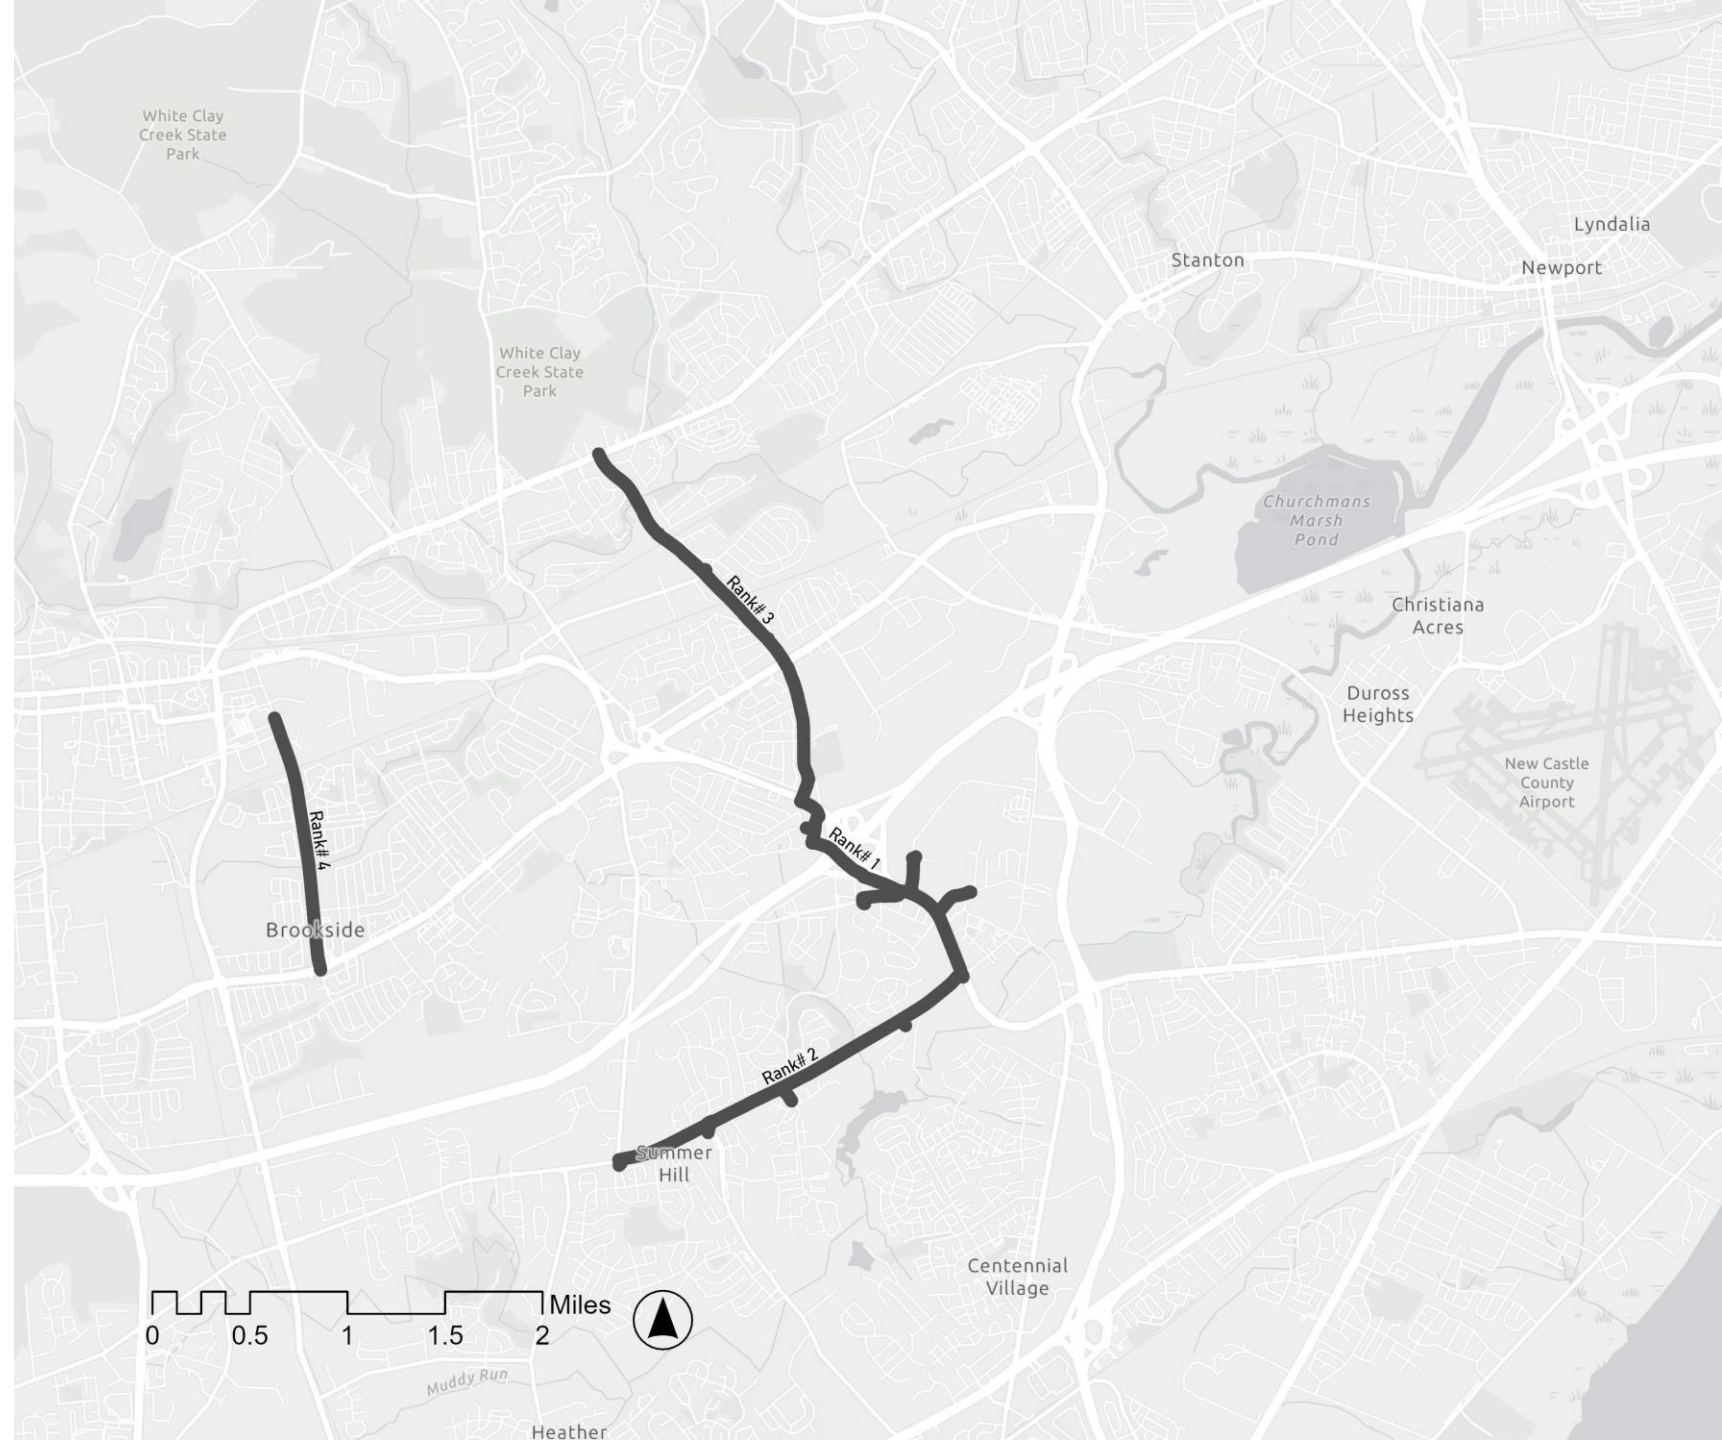 White Clay
Creek State
Park
Lyndalia
Stanton
Newport
White Clay
Creek State
Park
Churchmans
Marsh
Pond
Rank# 3
Christiana
Acres
Duross
Heights
New Castle
County
Airport
Rank# 4
Rank# 1
Brookside
Rank# 2
Summer
Hill
Centennial
Village
Miles
0 0.5 1 1.5 2
Muddy Run
Heather